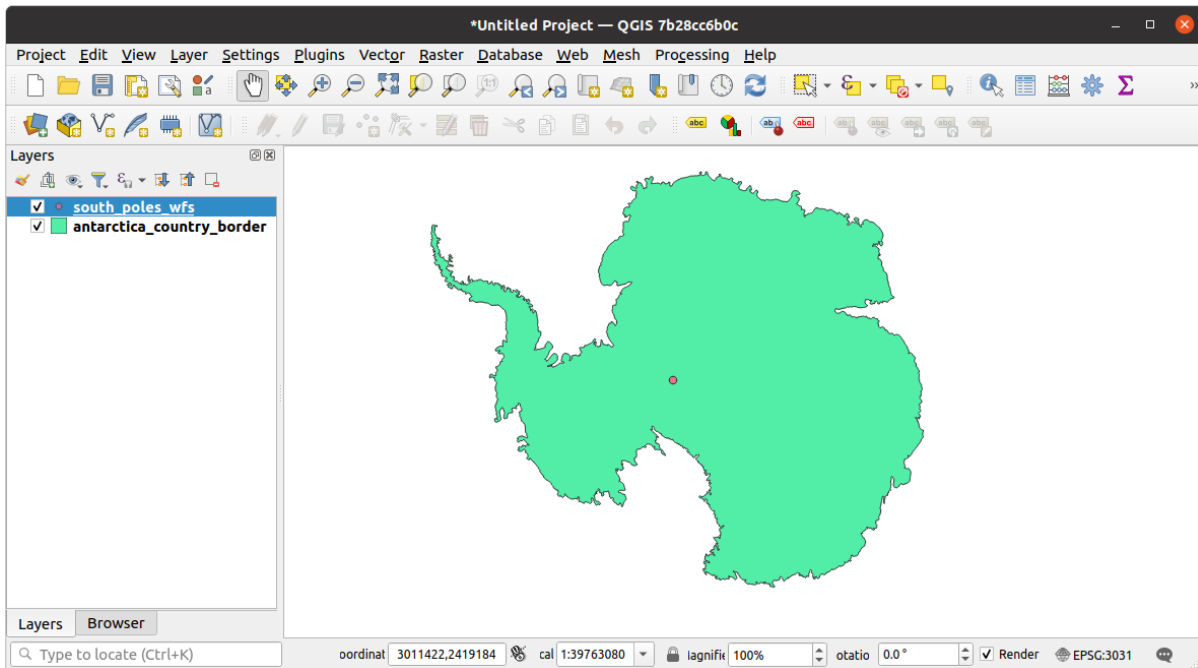 *Untitled Project — QGIS 7b28cc6b0c
Project Edit View Layer Settings Plugins Vector Raster Database Web Mesh Processing Help
abc abc
Layers
south_poles_wfs
antarctica_country_border
Layers Browser
Type to locate (Ctrl+K) oordinat 3011422,2419184 cal 1:39763080 lagnifie 100% otatio 0.0 ° Render EPSG:3031